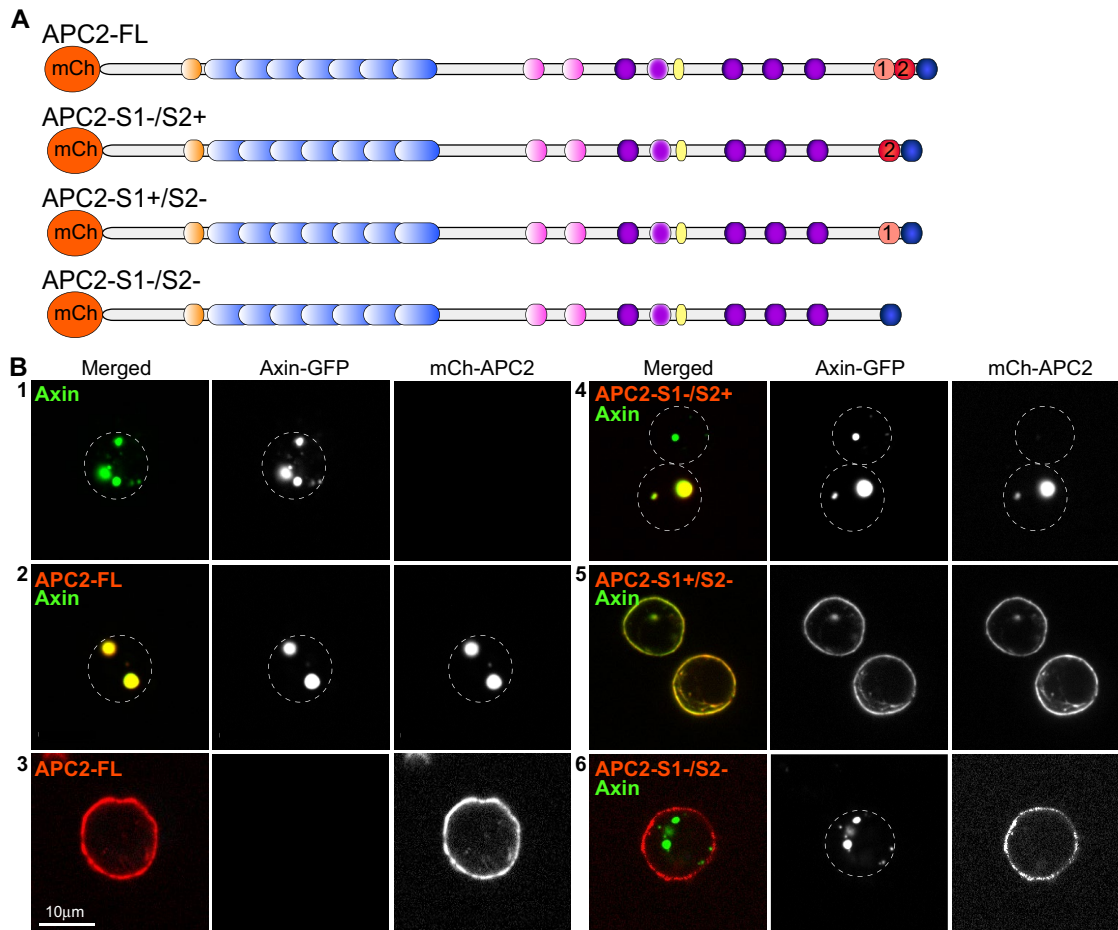 A
APC2-FL
mCh
1 2
APC2-S1-/S2+
mCh
2
APC2-S1+/S2-
mCh
1
APC2-S1-/S2-
mCh
B
Merged Axin-GFP mCh-APC2
Merged Axin-GFP mCh-APC2
1
Axin
2
APC2-FL
Axin
3
APC2-FL
10μm
4
APC2-S1-/S2+
Axin
5
APC2-S1+/S2-
Axin
6
APC2-S1-/S2-
Axin